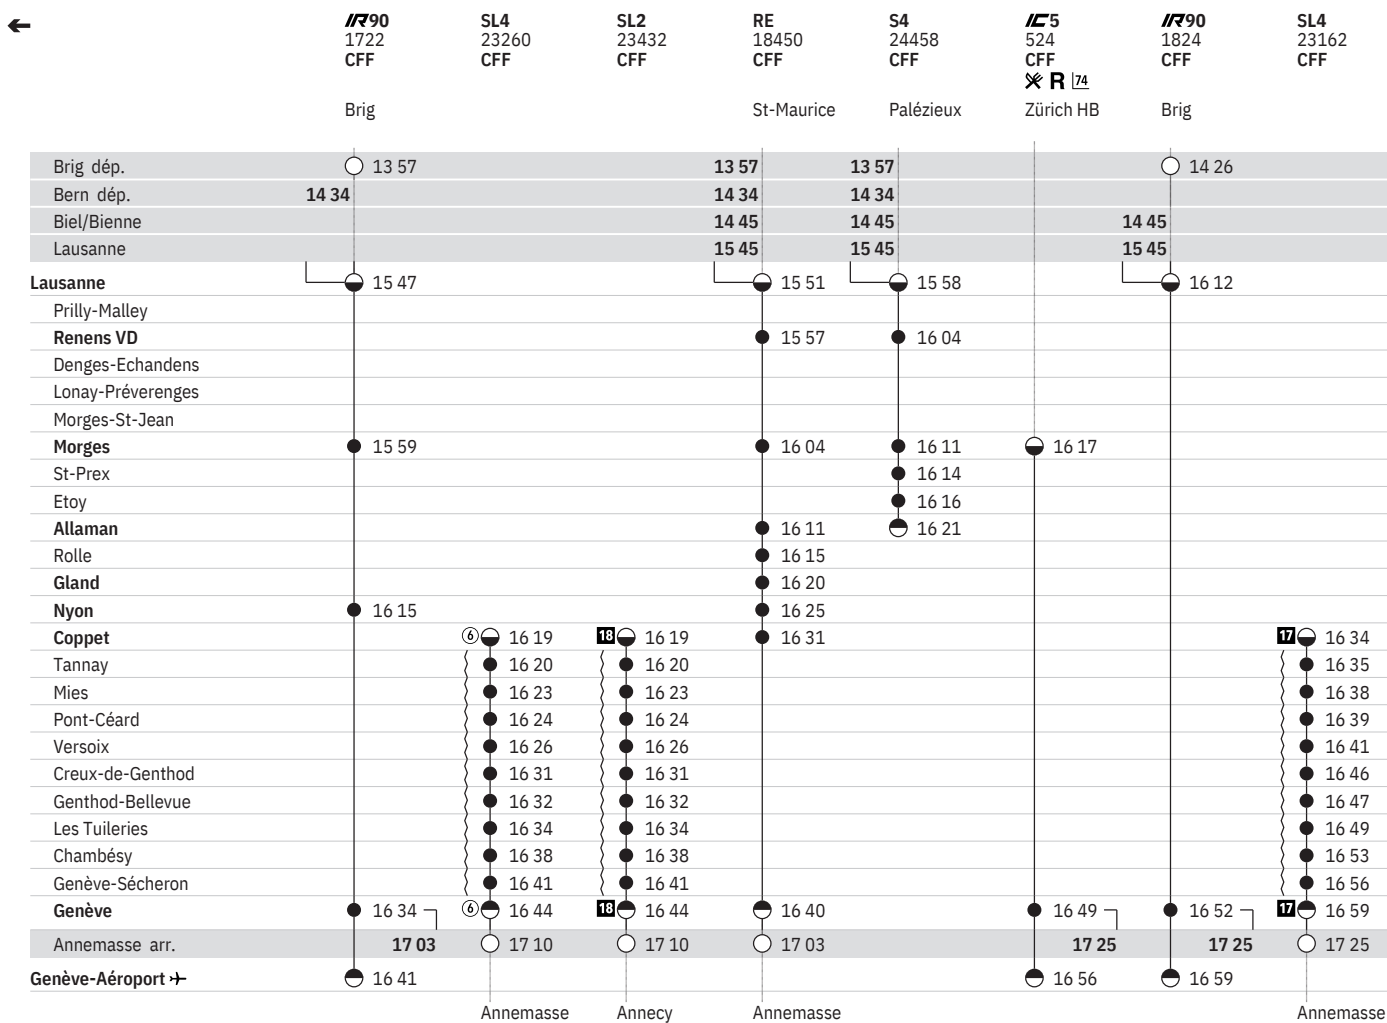 IR90 SL4 SL2 RE S4 IC5 IR90 SL4
1722 23260 23432 18450 24458 524 1824 23162
CFF CFF CFF CFF CFF CFF CFF CFF
R 74
Brig St-Maurice Palézieux Zürich HB Brig
Brig dép. 13 57 13 57 13 57 14 26
Bern dép. 14 34 14 34 14 34
Biel/Bienne 14 45 14 45 14 45
Lausanne 15 45 15 45 15 45
Lausanne 15 47 15 51 15 58 16 12
Prilly-Malley
Renens VD 15 57 16 04
Denges-Echandens
Lonay-Préverenges
Morges-St-Jean
Morges 15 59 16 04 16 11 16 17
St-Prex 16 14
Etoy 16 16
Allaman 16 11 16 21
Rolle 16 15
Gland 16 20
Nyon 16 15 16 25
Coppet 6 16 19 18 16 19 16 31 17 16 34
Tannay 16 20 16 20 16 35
Mies 16 23 16 23 16 38
Pont-Céard 16 24 16 24 16 39
Versoix 16 26 16 26 16 41
Creux-de-Genthod 16 31 16 31 16 46
Genthod-Bellevue 16 32 16 32 16 47
Les Tuileries 16 34 16 34 16 49
Chambésy 16 38 16 38 16 53
Genève-Sécheron 16 41 16 41 16 56
Genève 16 34 6 16 44 18 16 44 16 40 16 49 16 52 17 16 59
Annemasse arr. 17 03 17 10 17 10 17 03 17 25 17 25 17 25
Genève-Aéroport 16 41 16 56 16 59
Annemasse Annecy Annemasse Annemasse